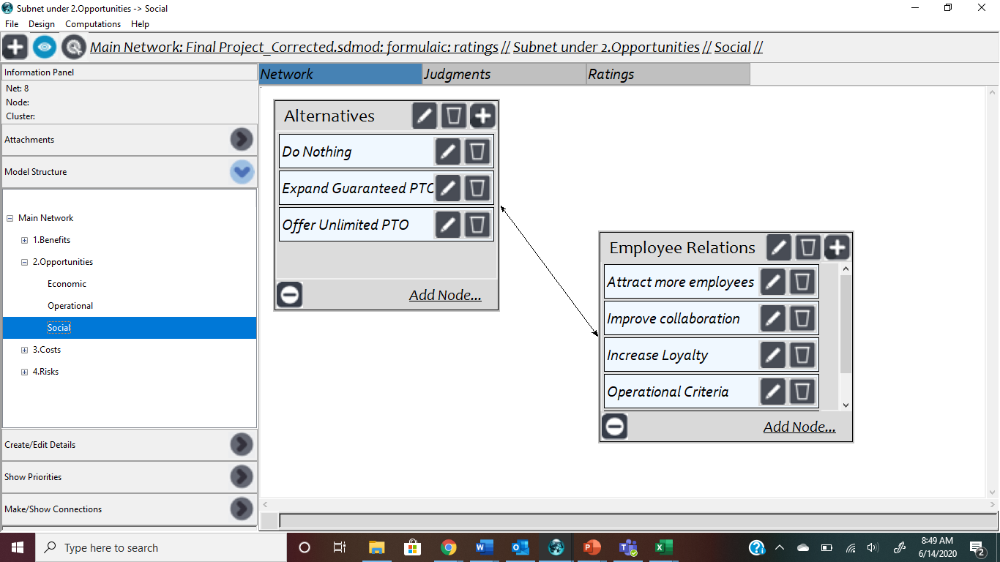 Subnet under 2.Opportunities -> Social
File Design Computations Help
Main Network: Final Project_Corrected.sdmod: formulaic: ratings // Subnet under 2.Opportunities // Social //
Information Panel
Net: 8
Node:
Cluster:
Attachments
Model Structure
Main Network
1.Benefits
2.Opportunities
Economic
Operational
Social
3.Costs
4.Risks
Create/Edit Details
Show Priorities
Make/Show Connections
Network Judgments Ratings
Alternatives
Do Nothing
Expand Guaranteed PTO
Offer Unlimited PTO
Add Node...
Employee Relations
Attract more employees
Improve collaboration
Increase Loyalty
Operational Criteria
Add Node...
Type here to search
8:49 AM
6/14/2020
2